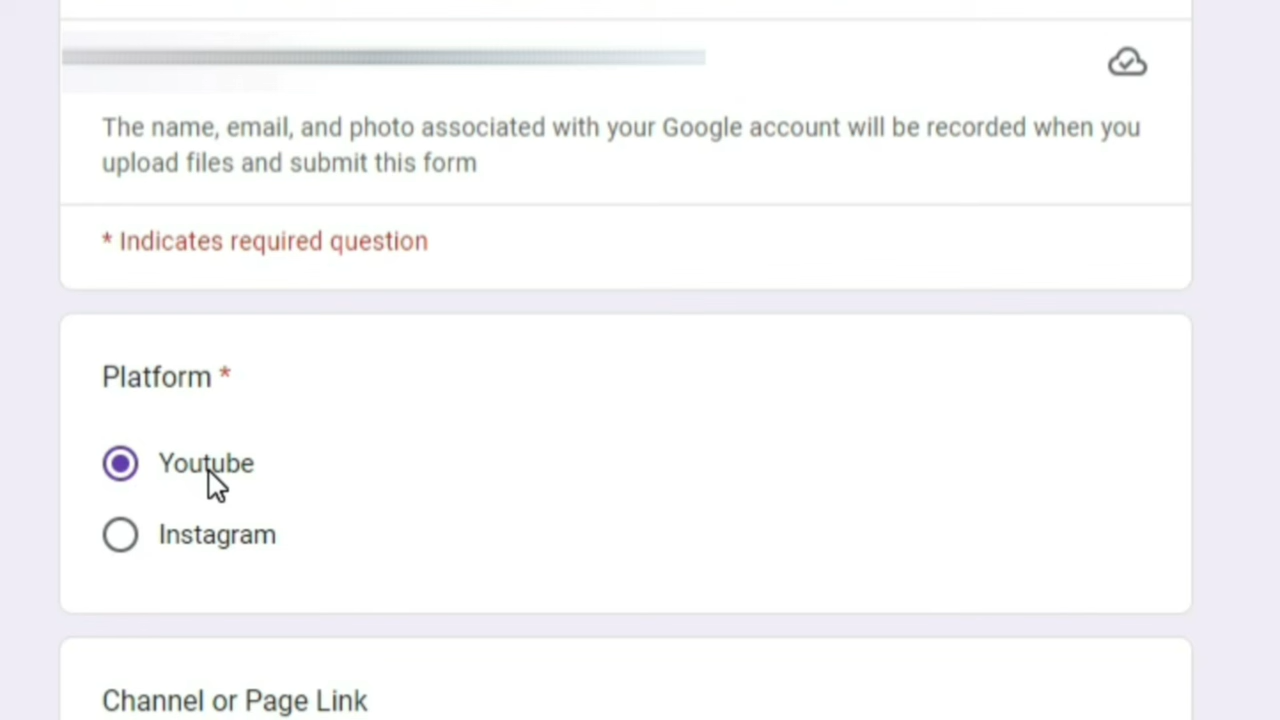 The name, email, and photo associated with your Google account will be recorded when you
upload files and submit this form
* Indicates required question
Platform *
Youtube
Instagram
Channel or Page Link